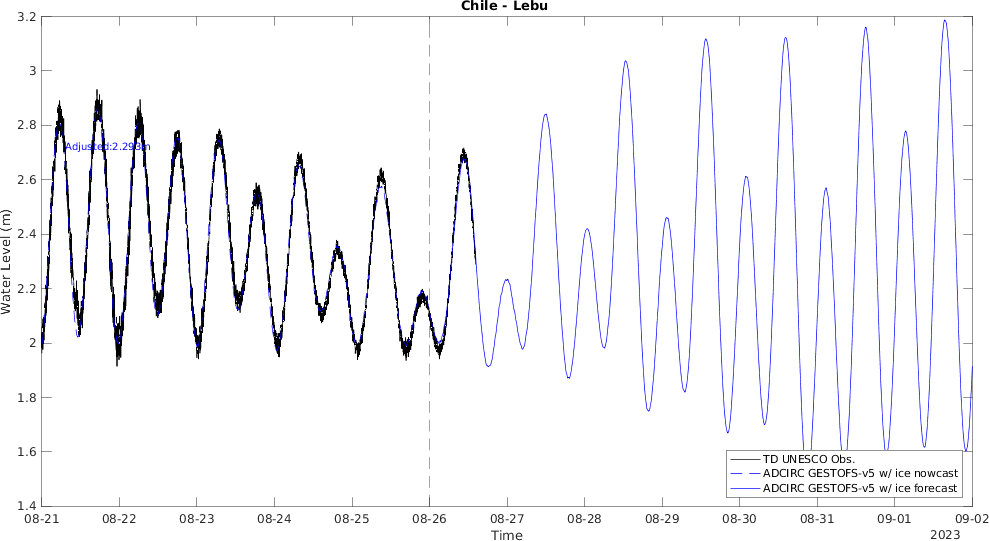 Chile - Lebu
3.2
3
2.8
2.6
2.4
2.2
2
1.8
1.6
1.4
Water Level (m)
Adjusted:2.293m
TD UNESCO Obs.
ADCIRC GESTOFS-v5 w/ ice nowcast
ADCIRC GESTOFS-v5 w/ ice forecast
08-21 08-22 08-23 08-24 08-25 08-26 08-27 08-28 08-29 08-30 08-31 09-01 09-02
Time
2023